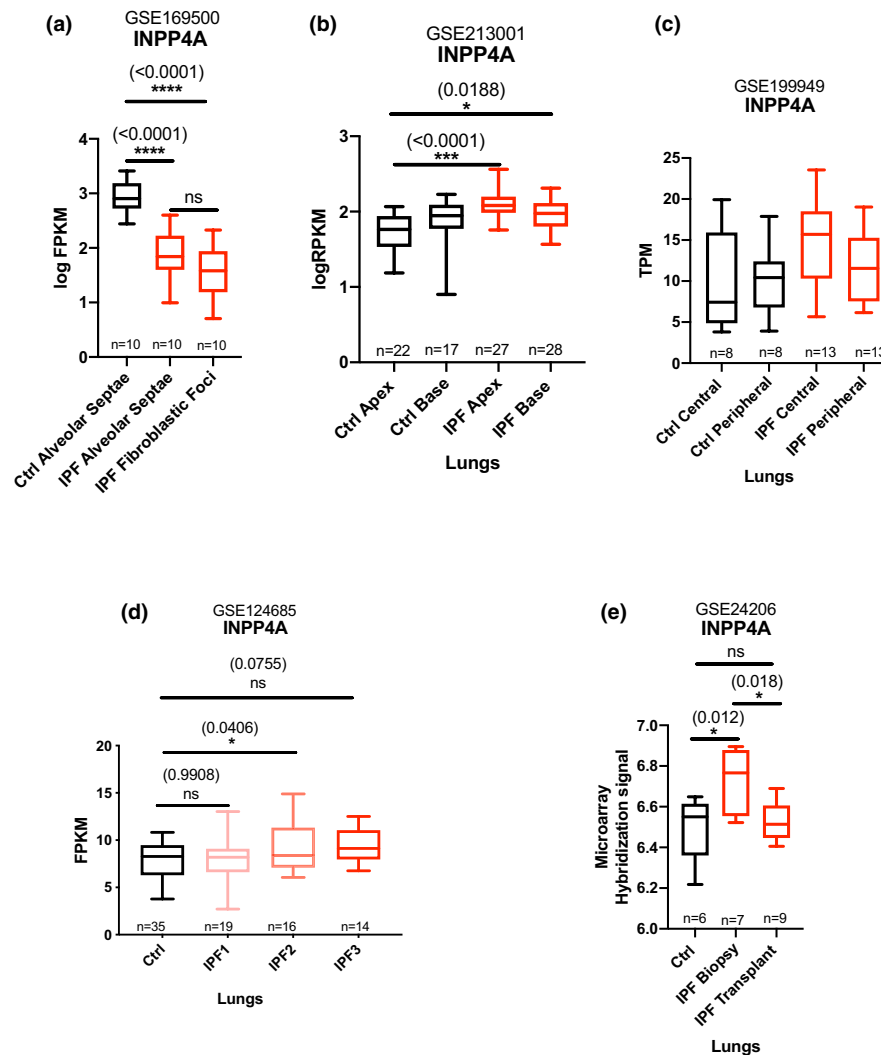 (a)
GSE169500
INPP4A
(<0.0001)
****
(<0.0001)
****
ns
log FPKM
4
3
2
1
0
n=10
n=10
n=10
Ctrl Alveolar Septae
IPF Alveolar Septae
IPF Fibroblastic Foci
(b)
GSE213001
INPP4A
(0.0188)
*
(<0.0001)
***
logRPKM
3
2
1
0
n=22
n=17
n=27
n=28
Ctrl Apex
Ctrl Base
IPF Apex
IPF Base
Lungs
(c)
GSE199949
INPP4A
TPM
25
20
15
10
5
0
n=8
n=8
n=13
n=13
Ctrl Central
Ctrl Peripheral
IPF Central
IPF Peripheral
Lungs
(d)
GSE124685
INPP4A
(0.0755)
ns
(0.0406)
*
(0.9908)
ns
FPKM
20
15
10
5
0
n=35
n=19
n=16
n=14
Ctrl
IPF1
IPF2
IPF3
Lungs
(e)
GSE24206
INPP4A
ns
(0.018)
*
(0.012)
*
Microarray
Hybridization signal
7.0
6.8
6.6
6.4
6.2
6.0
n=6
n=7
n=9
Ctrl
IPF Biopsy
IPF Transplant
Lungs